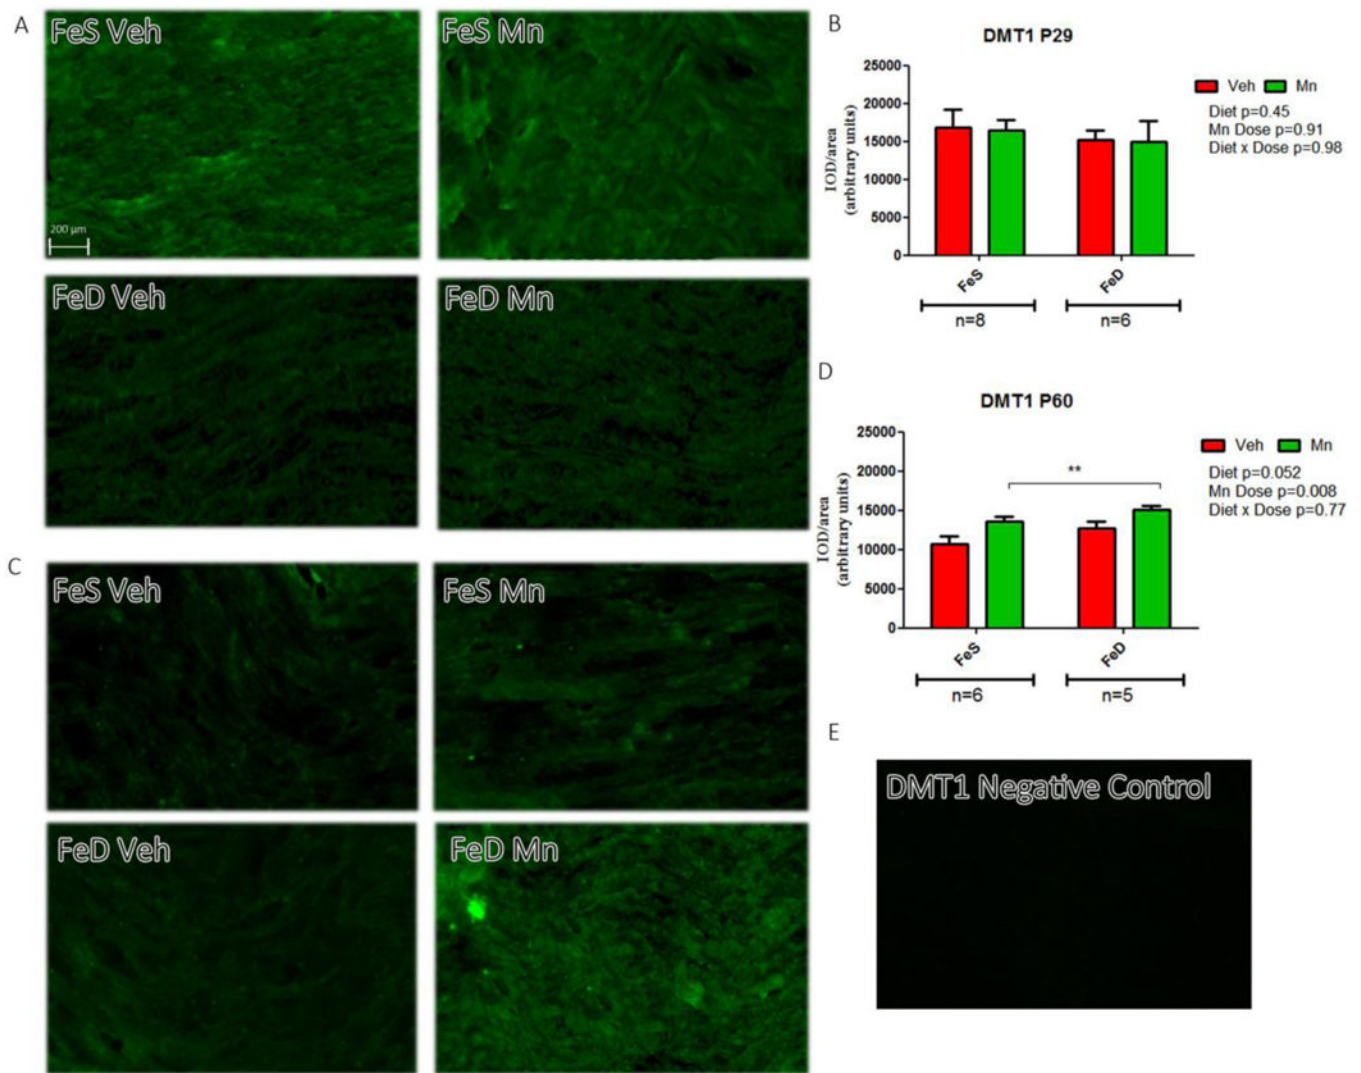 A
FeS Veh
200 µm
FeS Mn
FeD Veh
FeD Mn
B
DMT1 P29
25000
20000
15000
10000
5000
0
IOD/area
(arbitrary units)
FeS
FeD
n=8
n=6
Veh
Mn
Diet p=0.45
Mn Dose p=0.91
Diet x Dose p=0.98
C
FeS Veh
FeS Mn
FeD Veh
FeD Mn
D
DMT1 P60
25000
20000
15000
10000
5000
0
IOD/area
(arbitrary units)
**
FeS
FeD
n=6
n=5
Veh
Mn
Diet p=0.052
Mn Dose p=0.008
Diet x Dose p=0.77
E
DMT1 Negative Control